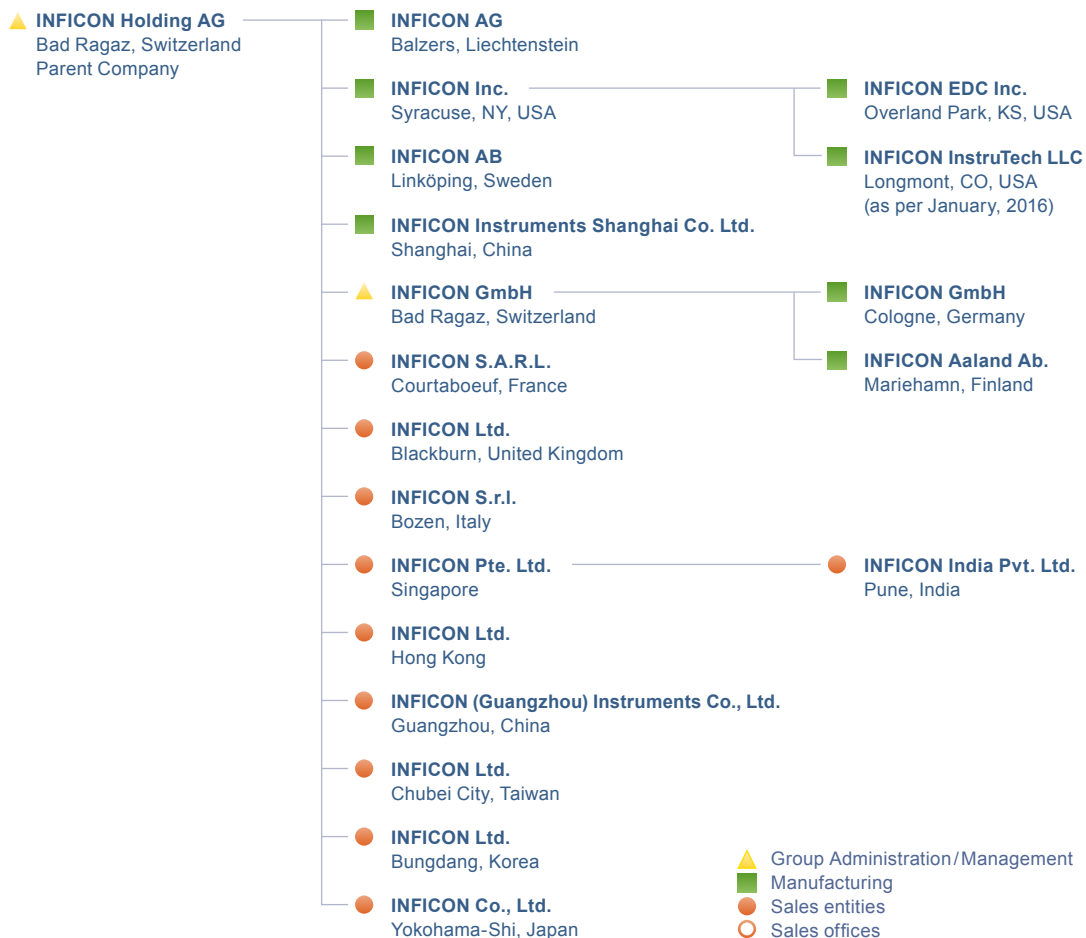 INFICON Holding AG
Bad Ragaz, Switzerland
Parent Company
INFICON AG
Balzers, Liechtenstein
INFICON Inc.
Syracuse, NY, USA
INFICON AB
Linköping, Sweden
INFICON Instruments Shanghai Co. Ltd.
Shanghai, China
INFICON GmbH
Bad Ragaz, Switzerland
INFICON S.A.R.L.
Courtaboeuf, France
INFICON Ltd.
Blackburn, United Kingdom
INFICON S.r.l.
Bozen, Italy
INFICON Pte. Ltd.
Singapore
INFICON Ltd.
Hong Kong
INFICON (Guangzhou) Instruments Co., Ltd.
Guangzhou, China
INFICON Ltd.
Chubei City, Taiwan
INFICON Ltd.
Bungdang, Korea
INFICON Co., Ltd.
Yokohama-Shi, Japan
INFICON EDC Inc.
Overland Park, KS, USA
INFICON InstruTech LLC
Longmont, CO, USA
(as per January, 2016)
INFICON GmbH
Cologne, Germany
INFICON Aaland Ab.
Mariehamn, Finland
INFICON India Pvt. Ltd.
Pune, India
Group Administration/Management
Manufacturing
Sales entities
Sales offices